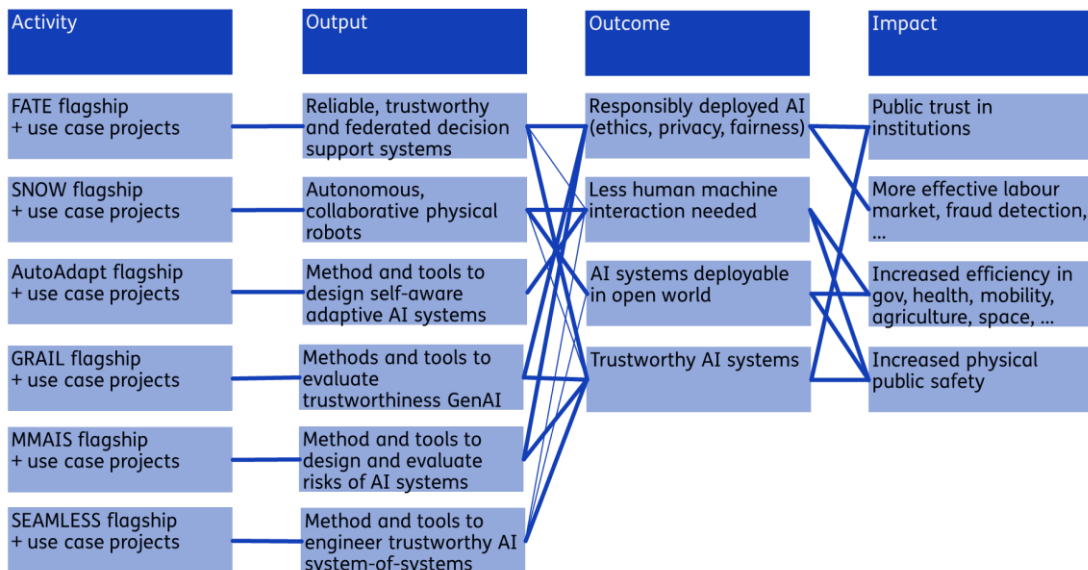 Activity
Output
Outcome
Impact
FATE flagship
+ use case projects
Reliable, trustworthy
and federated decision
support systems
Responsibly deployed AI
(ethics, privacy, fairness)
Public trust in
institutions
SNOW flagship
+ use case projects
Autonomous,
collaborative physical
robots
Less human machine
interaction needed
More effective labour
market, fraud detection,
...
AutoAdapt flagship
+ use case projects
Method and tools to
design self-aware
adaptive AI systems
AI systems deployable
in open world
Increased efficiency in
gov, health, mobility,
agriculture, space, ...
GRAIL flagship
+ use case projects
Methods and tools to
evaluate
trustworthiness GenAI
Trustworthy AI systems
Increased physical
public safety
MMAIS flagship
+ use case projects
Method and tools to
design and evaluate
risks of AI systems
SEAMLESS flagship
+ use case projects
Method and tools to
engineer trustworthy AI
system-of-systems